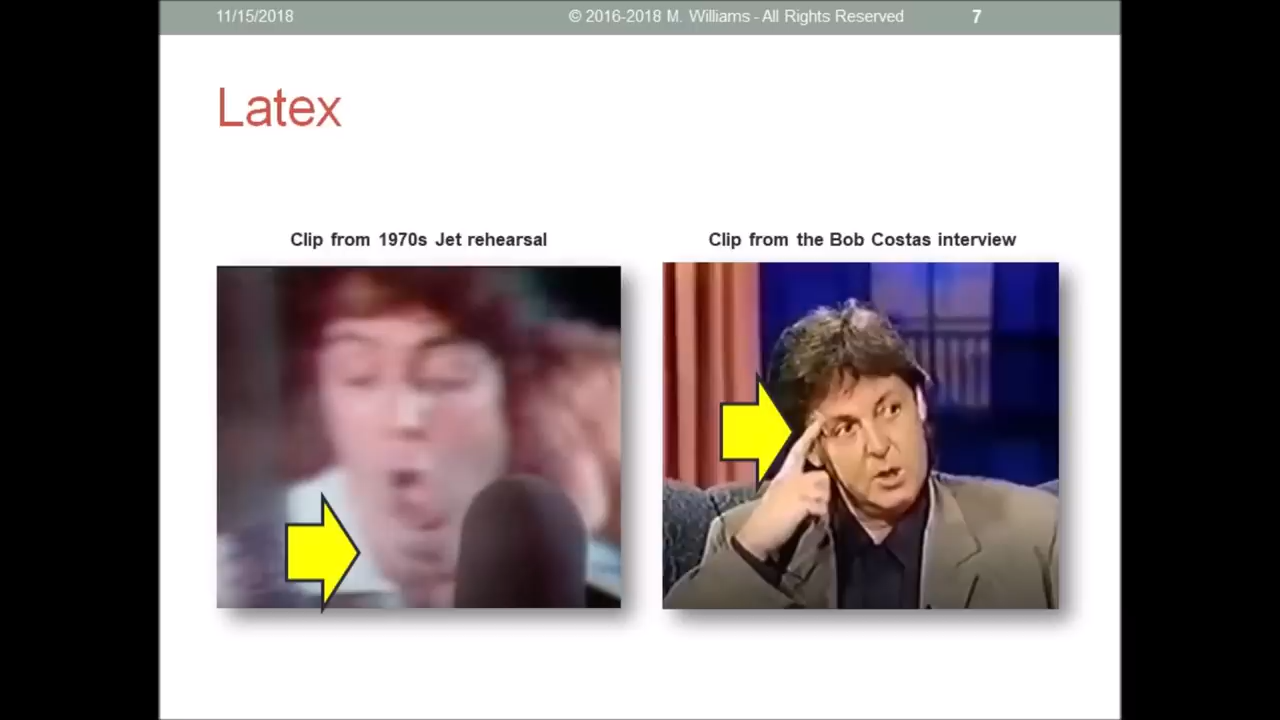 11/15/2018 © 2016-2018 M. Williams - All Rights Reserved 7
Latex
Clip from 1970s Jet rehearsal Clip from the Bob Costas interview